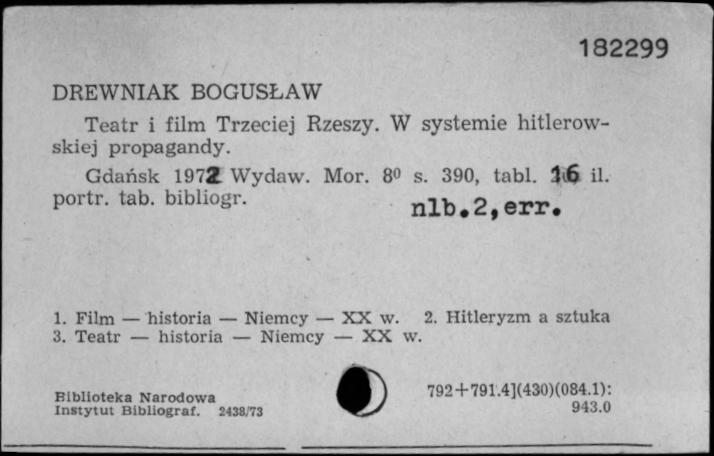 182299
DREWNIAK BOGUSŁAW
Teatr i film Trzeciej Rzeszy. W systemie hitlerow-
skiej propagandy.
Gdańsk 1972 Wydaw. Mor. 8⁰ s. 390, tabl. 16 il.
portr. tab. bibliogr. nlb.2,err.
1. Film — historia — Niemcy — XX w. 2. Hitleryzm a sztuka
3. Teatr — historia — Niemcy — XX w.
Biblioteka Narodowa
Instytut Bibliograf. 2438/73
792+791.4](430)(084.1):
943.0